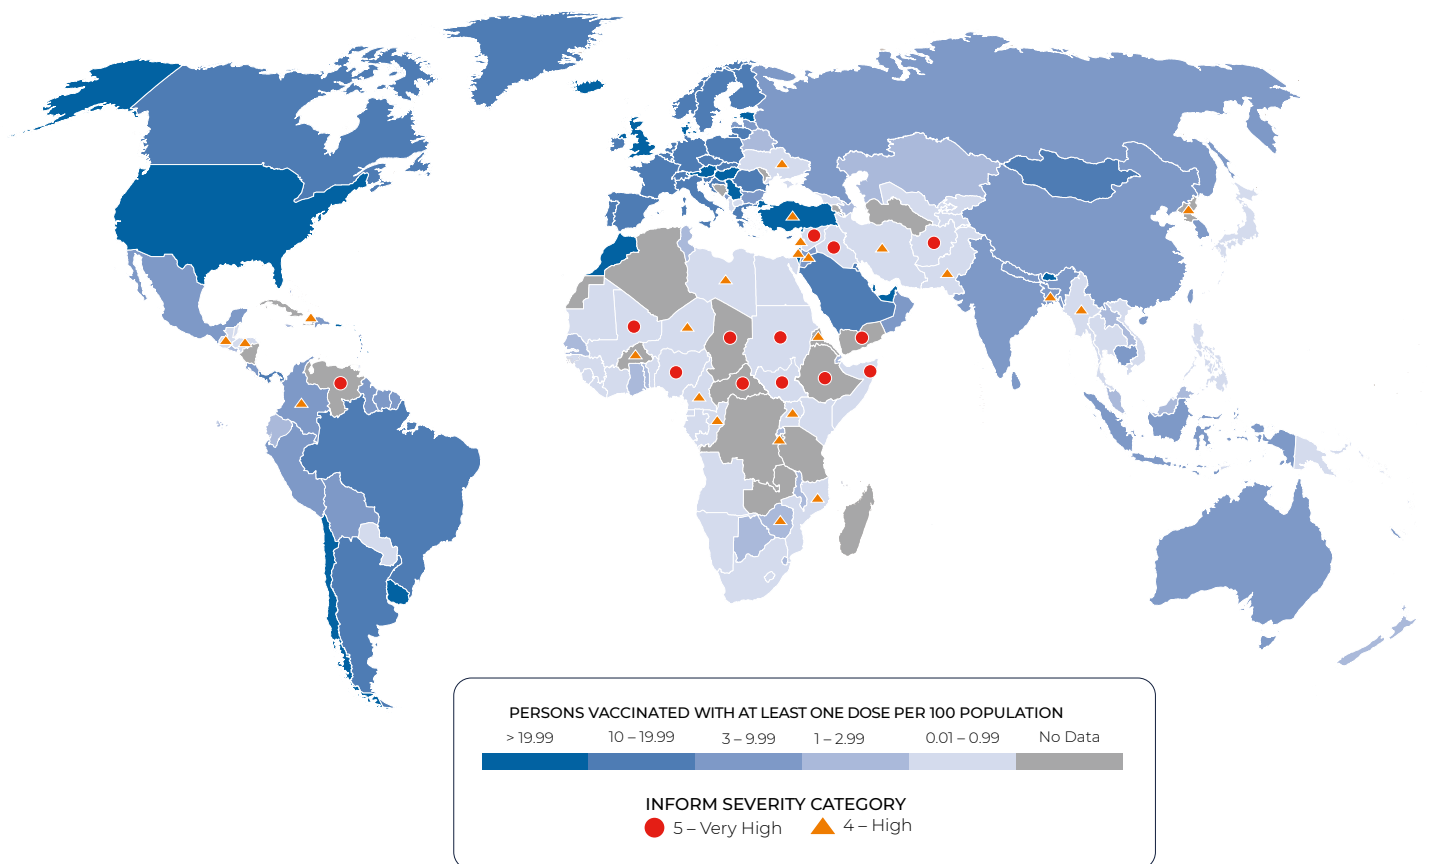 PERSONS VACCINATED WITH AT LEAST ONE DOSE PER 100 POPULATION
> 19.99 10 – 19.99 3 – 9.99 1 – 2.99 0.01 – 0.99 No Data
INFORM SEVERITY CATEGORY
5 – Very High 4 – High